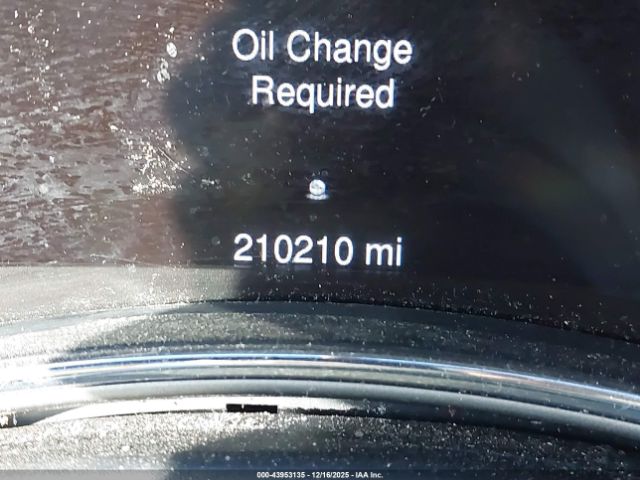 Oil Change
Required
210210 mi
000-43953135 - 12/16/2025 - IAA Inc.